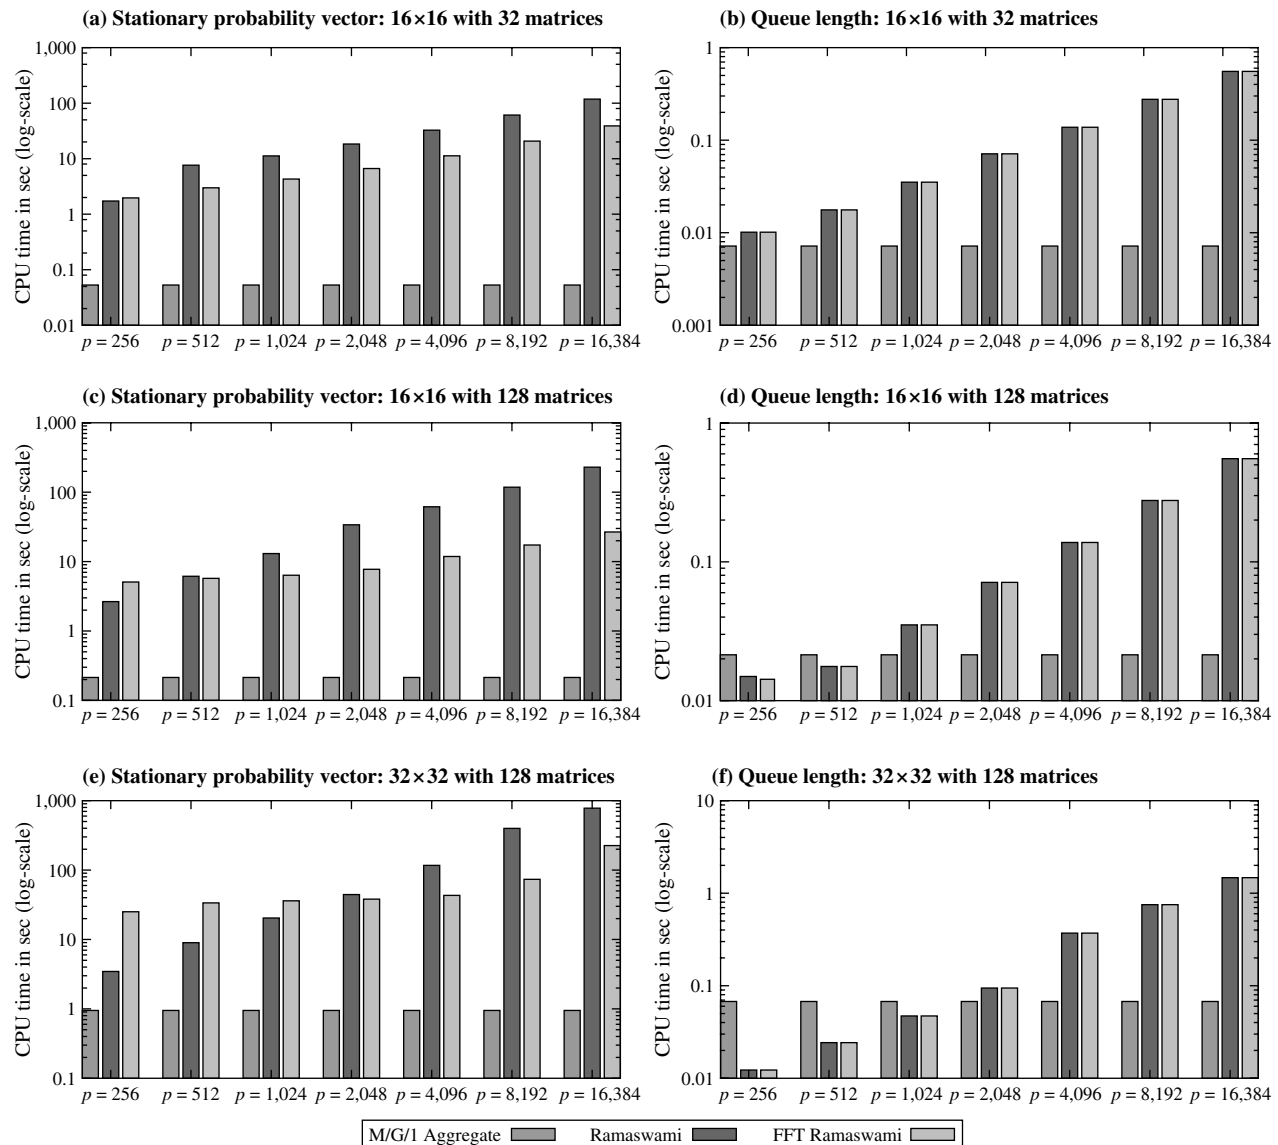 (a) Stationary probability vector: 16×16 with 32 matrices
CPU time in sec (log-scale)
1,000
100
10
1
0.1
0.01
p = 256
p = 512
p = 1,024
p = 2,048
p = 4,096
p = 8,192
p = 16,384
(b) Queue length: 16×16 with 32 matrices
CPU time in sec (log-scale)
1
0.1
0.01
0.001
p = 256
p = 512
p = 1,024
p = 2,048
p = 4,096
p = 8,192
p = 16,384
(c) Stationary probability vector: 16×16 with 128 matrices
CPU time in sec (log-scale)
1,000
100
10
1
0.1
p = 256
p = 512
p = 1,024
p = 2,048
p = 4,096
p = 8,192
p = 16,384
(d) Queue length: 16×16 with 128 matrices
CPU time in sec (log-scale)
1
0.1
0.01
p = 256
p = 512
p = 1,024
p = 2,048
p = 4,096
p = 8,192
p = 16,384
(e) Stationary probability vector: 32×32 with 128 matrices
CPU time in sec (log-scale)
1,000
100
10
1
0.1
p = 256
p = 512
p = 1,024
p = 2,048
p = 4,096
p = 8,192
p = 16,384
(f) Queue length: 32×32 with 128 matrices
CPU time in sec (log-scale)
10
1
0.1
0.01
p = 256
p = 512
p = 1,024
p = 2,048
p = 4,096
p = 8,192
p = 16,384
M/G/1 Aggregate
Ramaswami
FFT Ramaswami